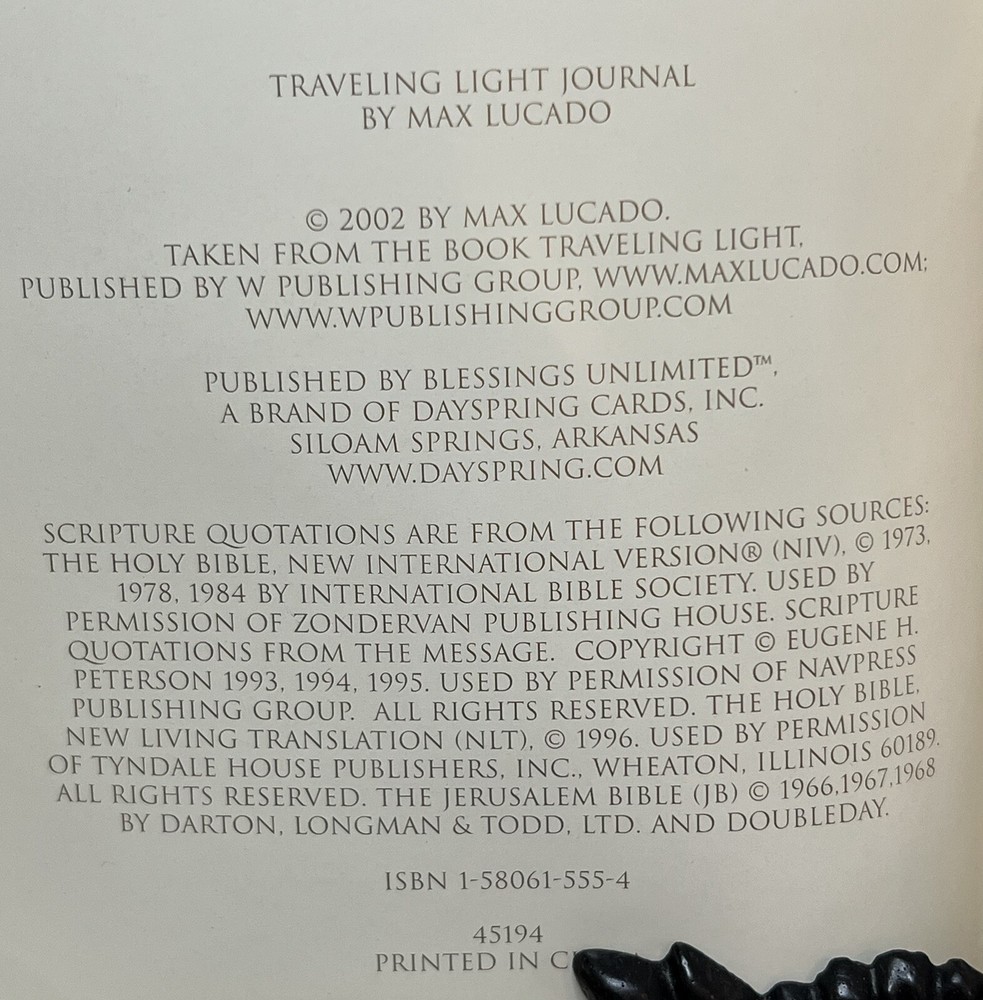 TRAVELING LIGHT JOURNAL
BY MAX LUCADO
© 2002 BY MAX LUCADO.
TAKEN FROM THE BOOK TRAVELING LIGHT,
PUBLISHED BY W PUBLISHING GROUP, WWW.MAXLUCADO.COM;
WWW.WPUBLISHINGGROUP.COM
PUBLISHED BY BLESSINGS UNLIMITED™,
A BRAND OF DAYSPRING CARDS, INC.
SILOAM SPRINGS, ARKANSAS
WWW.DAYSPRING.COM
SCRIPTURE QUOTATIONS ARE FROM THE FOLLOWING SOURCES:
THE HOLY BIBLE, NEW INTERNATIONAL VERSION® (NIV), © 1973,
1978, 1984 BY INTERNATIONAL BIBLE SOCIETY. USED BY
PERMISSION OF ZONDERVAN PUBLISHING HOUSE. SCRIPTURE
QUOTATIONS FROM THE MESSAGE. COPYRIGHT © EUGENE H.
PETERSON 1993, 1994, 1995. USED BY PERMISSION OF NAVPRESS
PUBLISHING GROUP. ALL RIGHTS RESERVED. THE HOLY BIBLE,
NEW LIVING TRANSLATION (NLT), © 1996. USED BY PERMISSION
OF TYNDALE HOUSE PUBLISHERS, INC., WHEATON, ILLINOIS 60189.
ALL RIGHTS RESERVED. THE JERUSALEM BIBLE (JB) © 1966,1967,1968
BY DARTON, LONGMAN & TODD, LTD. AND DOUBLEDAY.
ISBN 1-58061-555-4
45194
PRINTED IN